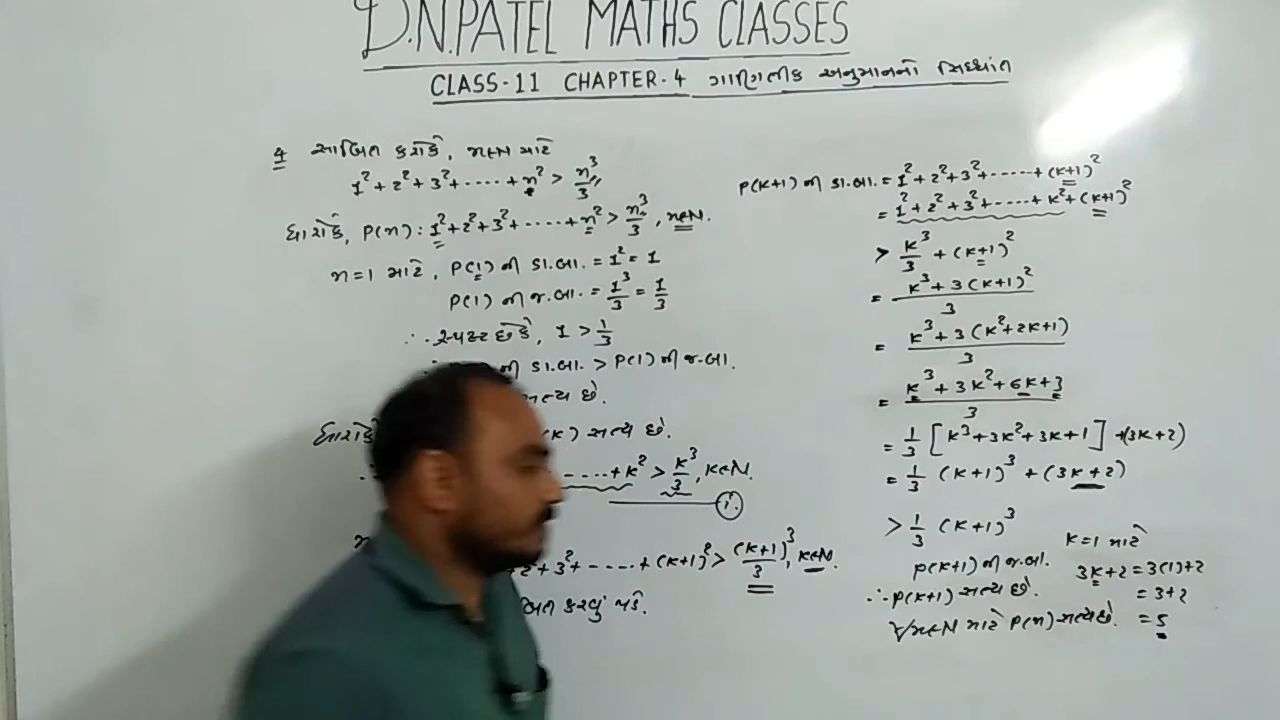 D.N.PATEL MATHS CLASSES
CLASS-11 CHAPTER-4 ગાણિતીક અનુમાનનો સિધ્ધાંત
4 સાબિત કરો કે, n∈N માટે
1²+2²+3²+-----+n² > n³/3
ધારો કે, P(n): 1²+2²+3²+-----+n² > n³/3, n∈N.
n=1 માટે, P(1) ની ડા.બા. = 1² = 1
P(1) ની જ.બા. = 1³/3 = 1/3
∴ સ્પષ્ટ છે કે, 1 > 1/3
ની ડા.બા. > P(1) ની જ.બા.
સત્ય છે.
ધારો કે (k) સત્ય છે.
----+k² > k³/3, k∈N.
i.
2+3²+-----+(k+1)² > (k+1)³/3, k∈N.
કરવું પડે.
P(k+1) ની ડા.બા. = 1²+2²+3²+-----+(k+1)²
= 1²+2²+3²+-----+k²+(k+1)²
> k³/3 + (k+1)²
= k³+3(k+1)²/3
= k³+3(k²+2k+1)/3
= k³+3k²+6k+3/3
= 1/3 [k³+3k²+3k+1] +(3k+2)
= 1/3 (k+1)³ + (3k+2)
> 1/3 (k+1)³
P(k+1) ની જ.બા.
∴ P(k+1) સત્ય છે.
∀n∈N માટે P(n) સત્ય છે.
k=1 માટે
3k+2 = 3(1)+2
= 3+2
= 5